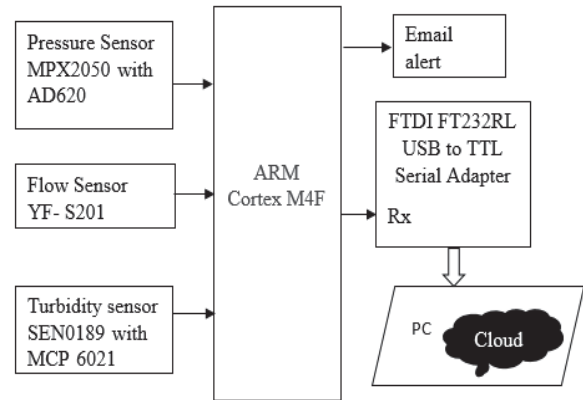 Pressure Sensor
MPX2050 with
AD620
Flow Sensor
YF- S201
Turbidity sensor
SEN0189 with
MCP 6021
ARM
Cortex M4F
Email
alert
FTDI FT232RL
USB to TTL
Serial Adapter
Rx
PC
Cloud